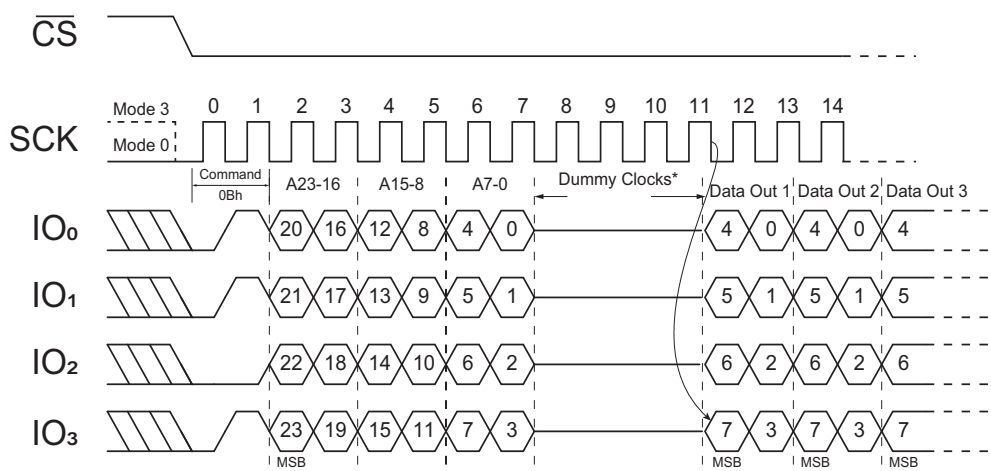 CS
Mode 3
0 1 2 3 4 5 6 7 8 9 10 11 12 13 14
SCK
Mode 0
Command
0Bh
A23-16 A15-8 A7-0 Dummy Clocks* Data Out 1 Data Out 2 Data Out 3
IO₀ 20 16 12 8 4 0 4 0 4 0 4
IO₁ 21 17 13 9 5 1 5 1 5 1 5
IO₂ 22 18 14 10 6 2 6 2 6 2 6
IO₃ 23 19 15 11 7 3 7 3 7 3 7
MSB MSB MSB MSB